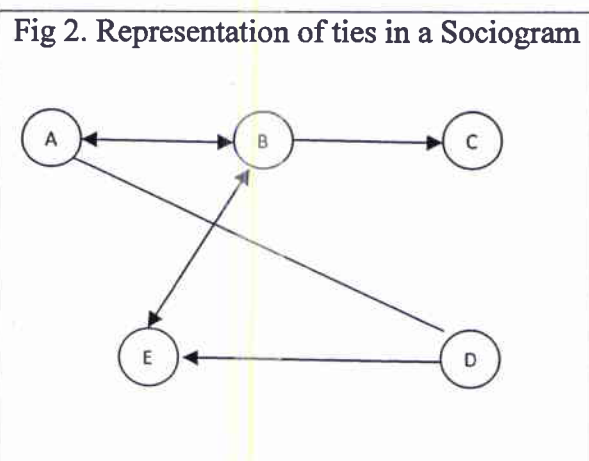 Fig 2. Representation of ties in a Sociogram
A
B
C
E
D